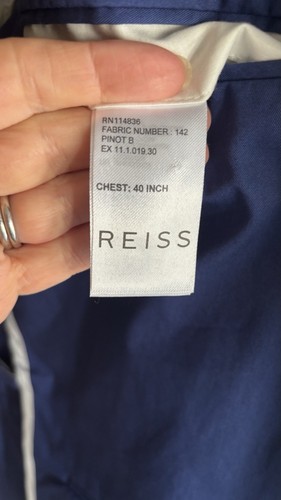 RN114836
FABRIC NUMBER : 142
PINOT B
EX 11.1.019.30
CHEST: 40 INCH
REISS